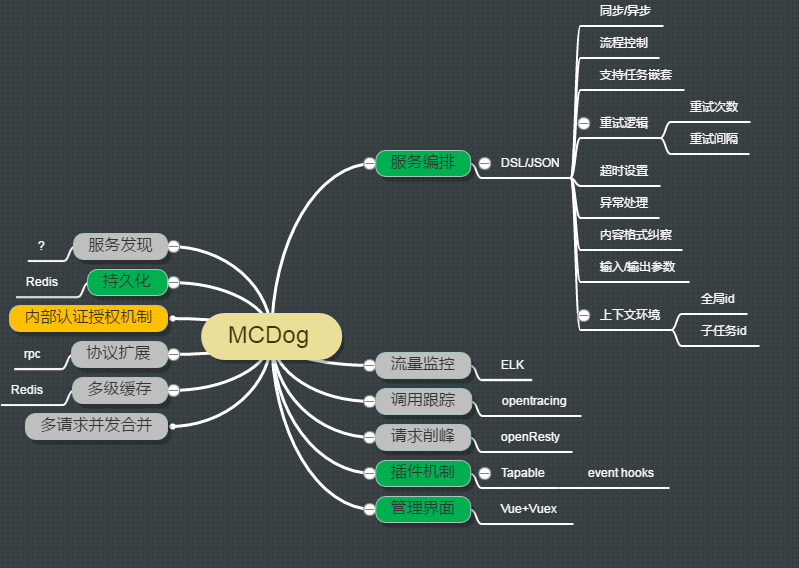 MCDog
服务编排
DSL/JSON
同步/异步
流程控制
支持任务嵌套
重试逻辑
重试次数
重试间隔
超时设置
异常处理
内容格式纠察
输入/输出参数
上下文环境
全局id
子任务id
流量监控
ELK
调用跟踪
opentracing
请求削峰
openResty
插件机制
Tapable
event hooks
管理界面
Vue+Vuex
服务发现
?
持久化
Redis
内部认证授权机制
协议扩展
rpc
多级缓存
Redis
多请求并发合并